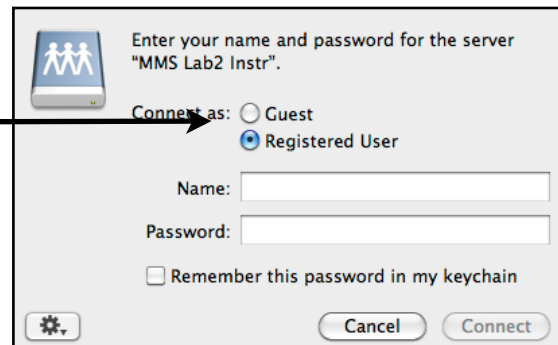 Enter your name and password for the server
“MMS Lab2 Instr”.
Connect as: Guest
Registered User
Name:
Password:
Remember this password in my keychain
Cancel Connect